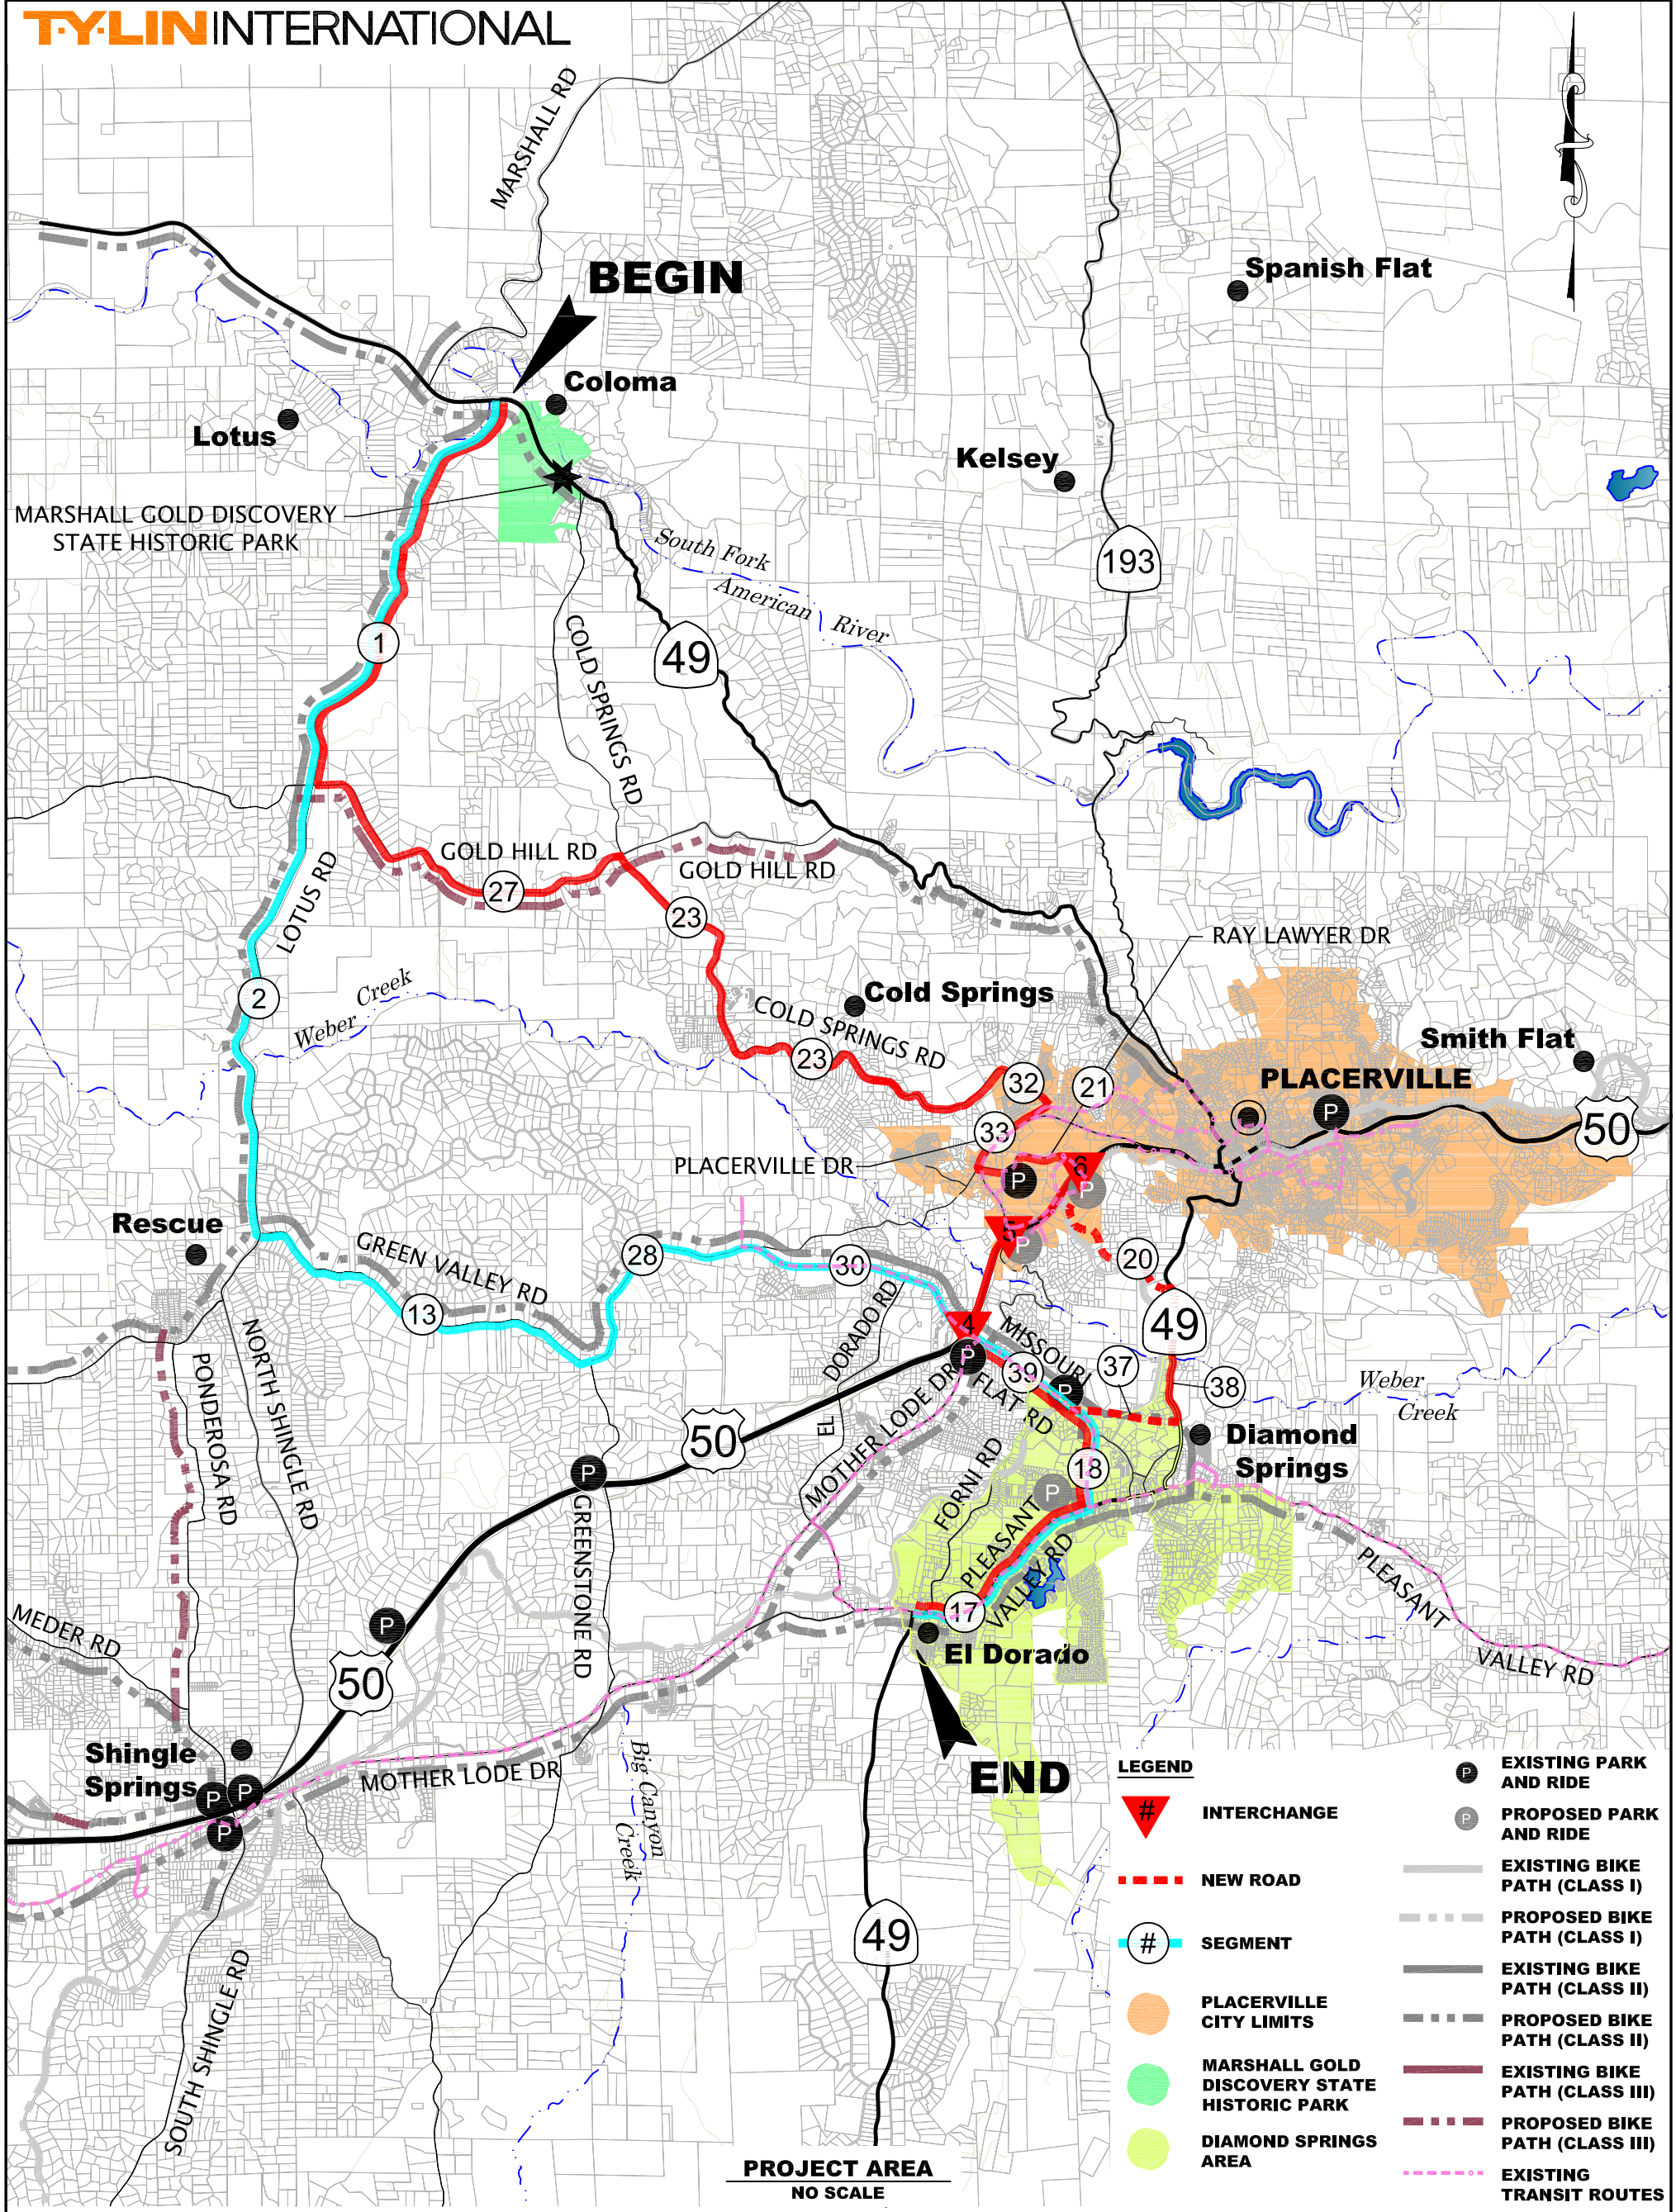 T·Y·LIN INTERNATIONAL
MARSHALL RD
BEGIN
Spanish Flat
Coloma
Lotus
Kelsey
MARSHALL GOLD DISCOVERY
STATE HISTORIC PARK
South Fork
American River
193
1
COLD SPRINGS RD
49
GOLD HILL RD
GOLD HILL RD
27
23
LOTUS RD
RAY LAWYER DR
2
Weber Creek
Cold Springs
COLD SPRINGS RD
23
Smith Flat
32
21
PLACERVILLE
P
50
33
PLACERVILLE DR
6
P
P
Rescue
5
P
GREEN VALLEY RD
28
30
20
13
EL DORADO RD
4
49
MISSOURI
FLAT RD
P
39
37
P
38
Weber
Creek
NORTH SHINGLE RD
PONDEROSA RD
50
MOTHER LODE DR
Diamond
Springs
18
P
P
FORNI RD
GREENSTONE RD
PLEASANT
VALLEY RD
PLEASANT
VALLEY RD
17
MEDER RD
P
El Dorado
50
Shingle
Springs
P
P
P
MOTHER LODE DR
Big Canyon
Creek
END
49
SOUTH SHINGLE RD
LEGEND
#
INTERCHANGE
NEW ROAD
#
SEGMENT
PLACERVILLE
CITY LIMITS
MARSHALL GOLD
DISCOVERY STATE
HISTORIC PARK
DIAMOND SPRINGS
AREA
P
EXISTING PARK
AND RIDE
P
PROPOSED PARK
AND RIDE
EXISTING BIKE
PATH (CLASS I)
PROPOSED BIKE
PATH (CLASS I)
EXISTING BIKE
PATH (CLASS II)
PROPOSED BIKE
PATH (CLASS II)
EXISTING BIKE
PATH (CLASS III)
PROPOSED BIKE
PATH (CLASS III)
EXISTING
TRANSIT ROUTES
PROJECT AREA
NO SCALE